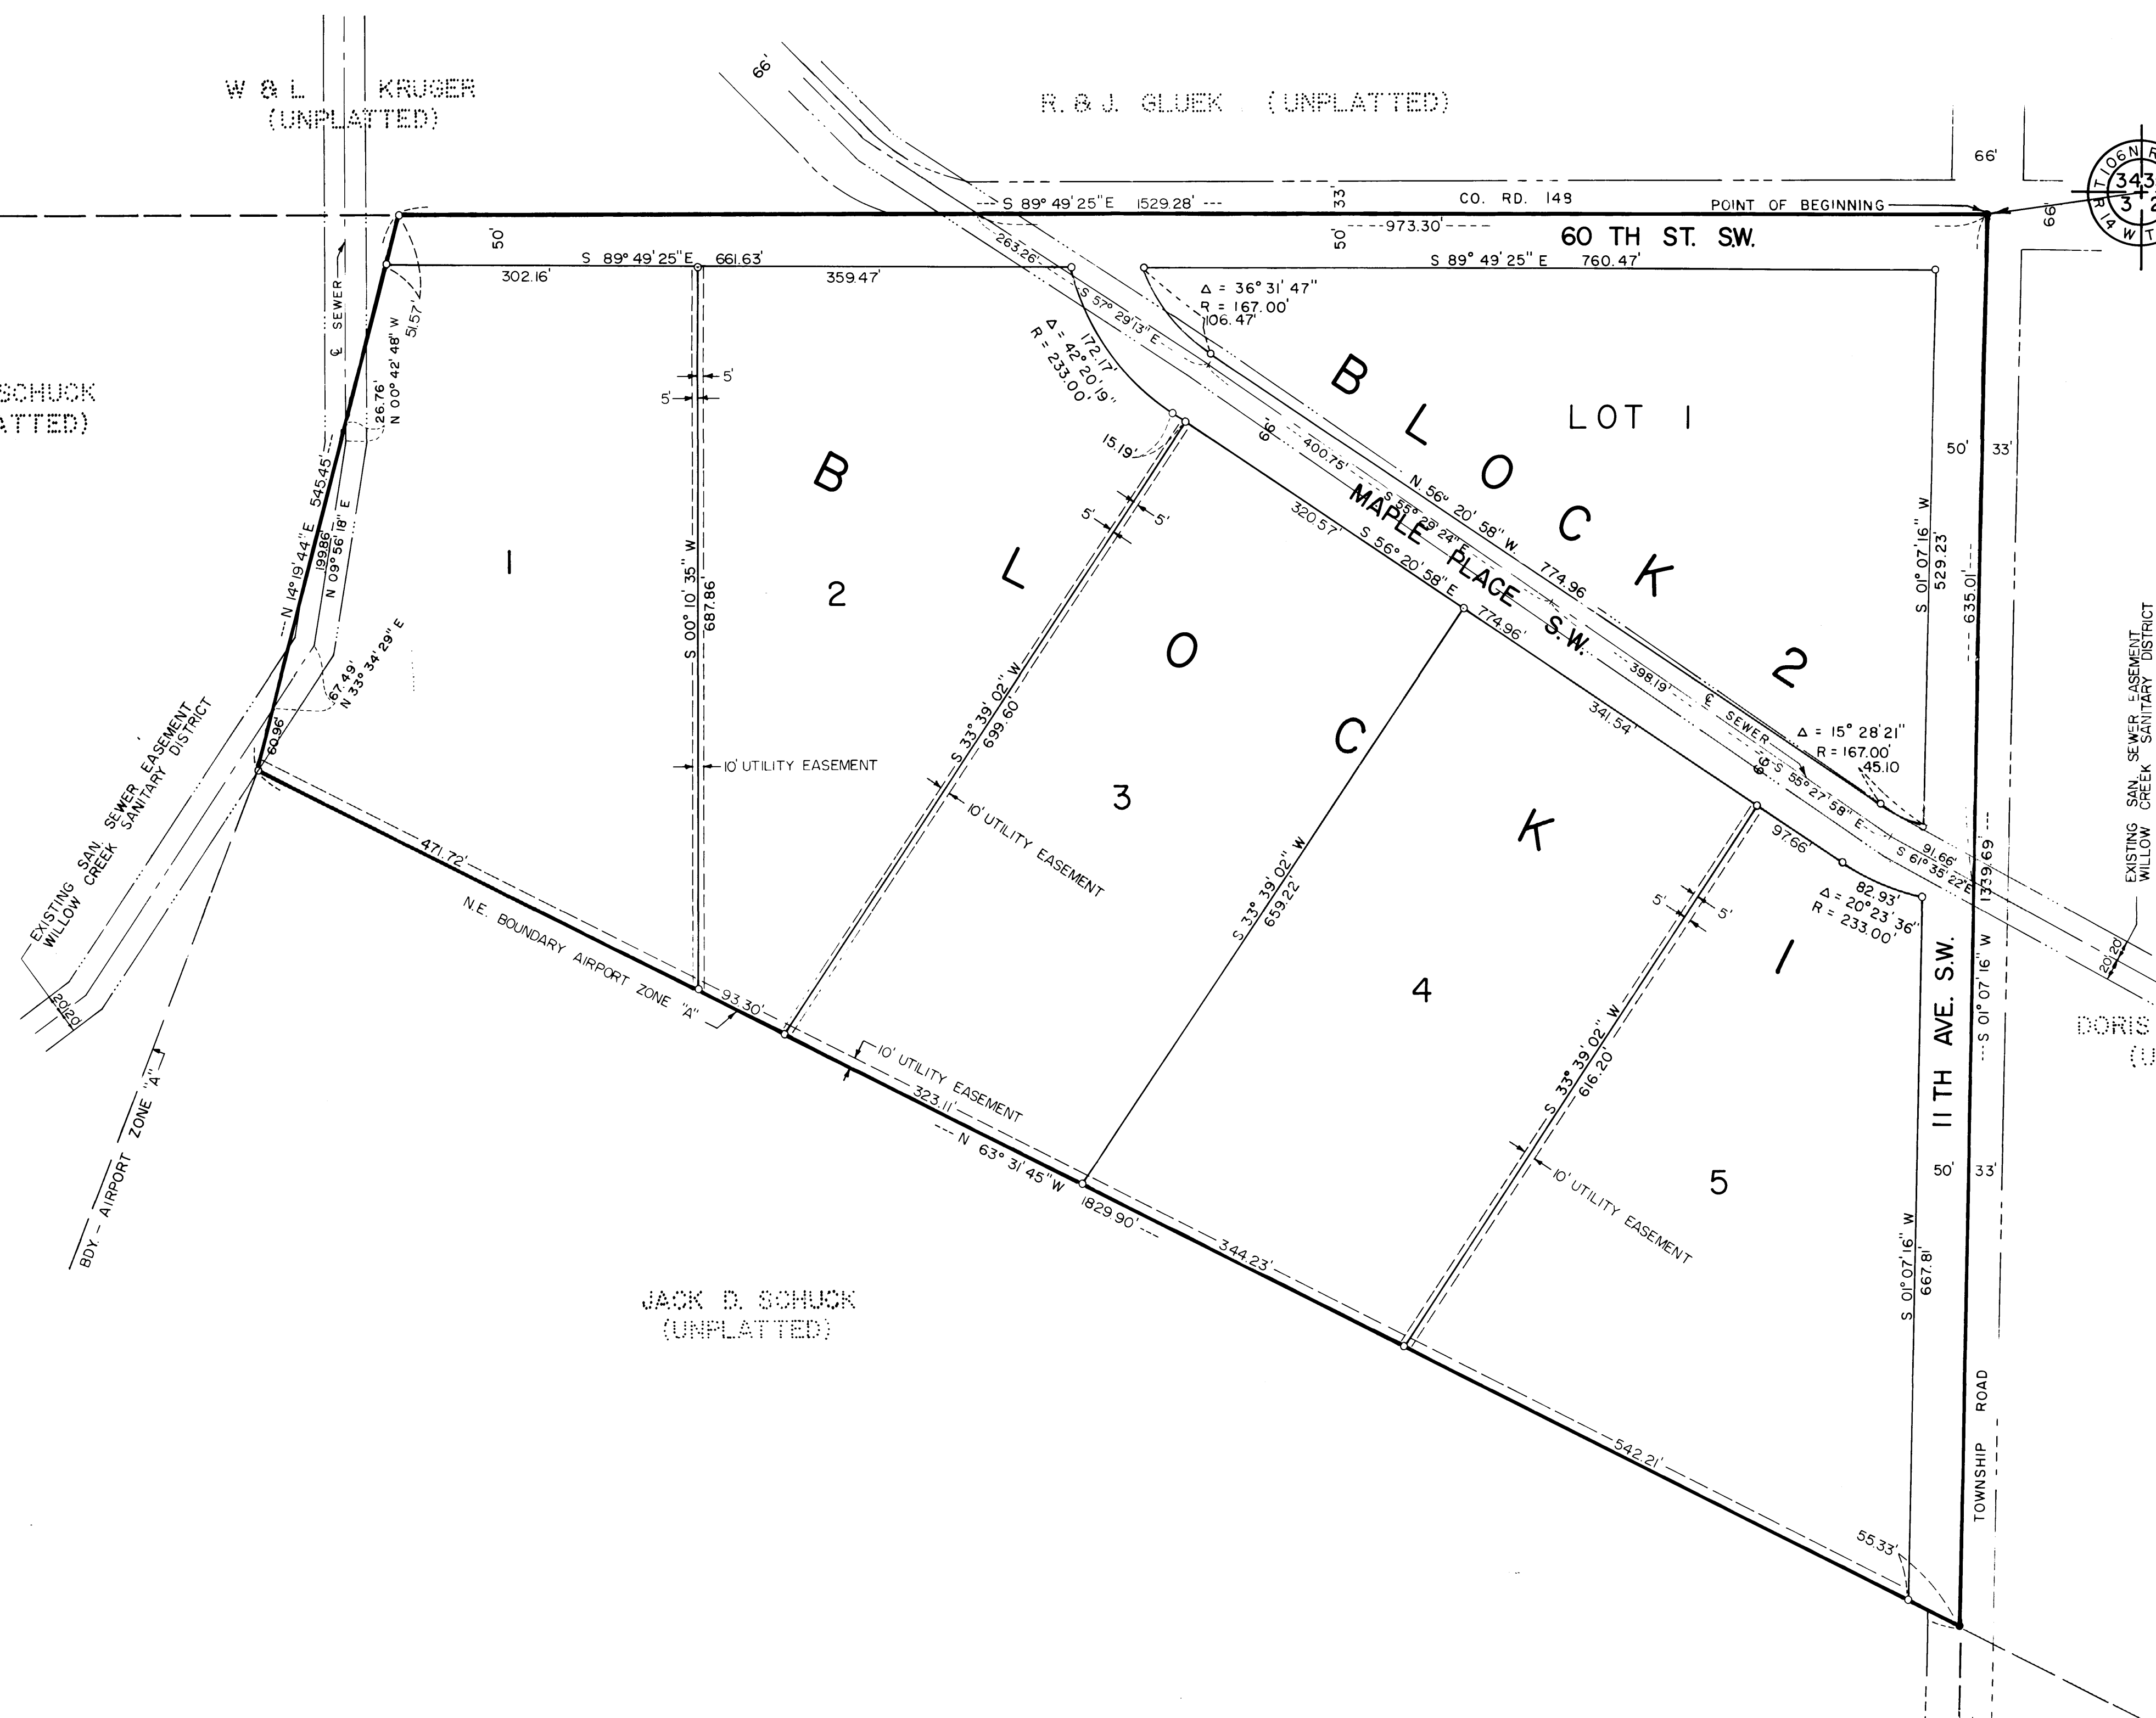 W & L KRUGER
(UNPLATTED)
66'
R. & J. GLUEK (UNPLATTED)
66'
T 106 N R
343
3 2
R 14 W T
66'
S 89° 49' 25" E 1529.28'
33'
CO. RD. 148
POINT OF BEGINNING
50'
50'
973.30'
60 TH ST. S.W.
S 89° 49' 25" E 661.63'
302.16'
359.47'
263.26'
S 57° 29' 13" E
S 89° 49' 25" E 760.47'
Δ = 36° 31' 47"
R = 167.00'
106.47'
℄ SEWER
51.57'
N 00° 42' 48" W
26.76'
172.17'
Δ = 42° 20' 19"
R = 233.00'
15.19'
5'
5'
SCHUCK
ATTED)
BLOCK 2
LOT 1
50'
33'
66'
400.75'
S 55° 29' 24" E
N 56° 20' 58" W 774.96
MAPLE PLACE S.W.
320.57'
S 56° 20' 58" E
774.96'
341.54'
398.19'
℄ SEWER
66'
S 55° 27' 58" E
Δ = 15° 28' 21"
R = 167.00'
45.10
S 01° 07' 16" W
529.23'
635.01'
N 14° 19' 44" E 545.45'
199.86'
N 09° 56' 18" E
67.49'
N 33° 34' 29" E
60.96'
BLOCK 1
1
2
3
4
5
S 00° 10' 35" W
687.86'
5'
5'
S 33° 39' 02" W
699.60'
10' UTILITY EASEMENT
10' UTILITY EASEMENT
S 33° 39' 02" W
659.22'
97.66'
82.93'
Δ = 20° 23' 36"
R = 233.00'
91.66'
S 61° 35' 22" E
1339.69
S 01° 07' 16" W
5'
5'
S 33° 39' 02" W
616.20'
10' UTILITY EASEMENT
11 TH AVE. S.W.
50'
33'
S 01° 07' 16" W
667.81'
TOWNSHIP ROAD
EXISTING SAN. SEWER EASEMENT
WILLOW CREEK SANITARY DISTRICT
20' 20'
EXISTING SAN. SEWER EASEMENT
WILLOW CREEK SANITARY DISTRICT
20' 20'
DORIS
(U
471.72'
N.E. BOUNDARY AIRPORT ZONE "A"
93.30'
10' UTILITY EASEMENT
323.11'
N 63° 31' 45" W
1829.90'
344.23'
542.21'
55.33'
BDY. - AIRPORT ZONE "A"
JACK D. SCHUCK
(UNPLATTED)